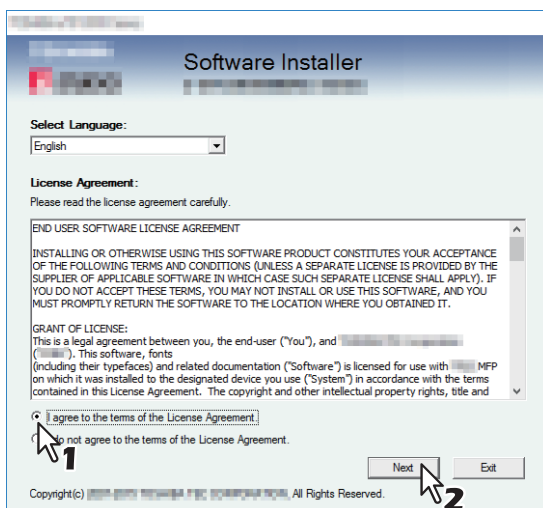 Software Installer
Select Language:
English
License Agreement:
Please read the license agreement carefully.
END USER SOFTWARE LICENSE AGREEMENT
INSTALLING OR OTHERWISE USING THIS SOFTWARE PRODUCT CONSTITUTES YOUR ACCEPTANCE
OF THE FOLLOWING TERMS AND CONDITIONS (UNLESS A SEPARATE LICENSE IS PROVIDED BY THE
SUPPLIER OF APPLICABLE SOFTWARE IN WHICH CASE SUCH SEPARATE LICENSE SHALL APPLY). IF
YOU DO NOT ACCEPT THESE TERMS, YOU MAY NOT INSTALL OR USE THIS SOFTWARE, AND YOU
MUST PROMPTLY RETURN THE SOFTWARE TO THE LOCATION WHERE YOU OBTAINED IT.
GRANT OF LICENSE:
This is a legal agreement between you, the end-user ("You"), and
(" "). This software, fonts
(including their typefaces) and related documentation ("Software") is licensed for use with MFP
on which it was installed to the designated device you use ("System") in accordance with the terms
contained in this License Agreement. The copyright and other intellectual property rights, title and
I agree to the terms of the License Agreement.
do not agree to the terms of the License Agreement.
1
Next
Exit
2
Copyright(c) All Rights Reserved.